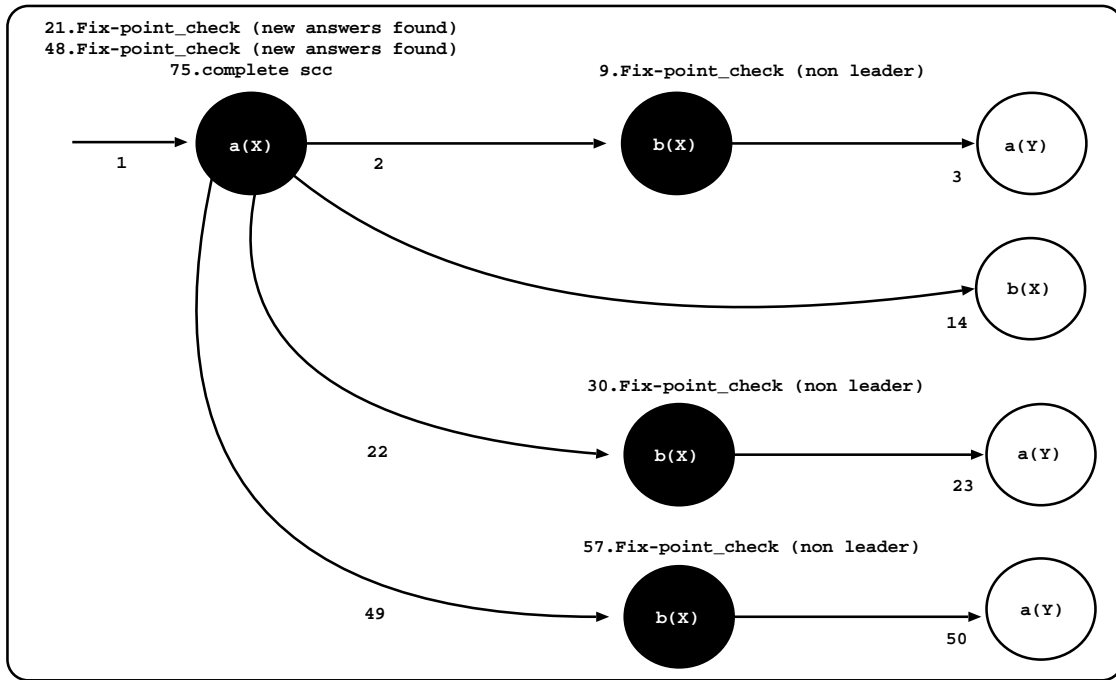 21.Fix-point_check (new answers found)
48.Fix-point_check (new answers found)
75.complete scc
9.Fix-point_check (non leader)
a(X)
b(X)
a(Y)
1
2
3
b(X)
14
30.Fix-point_check (non leader)
b(X)
a(Y)
22
23
57.Fix-point_check (non leader)
b(X)
a(Y)
49
50